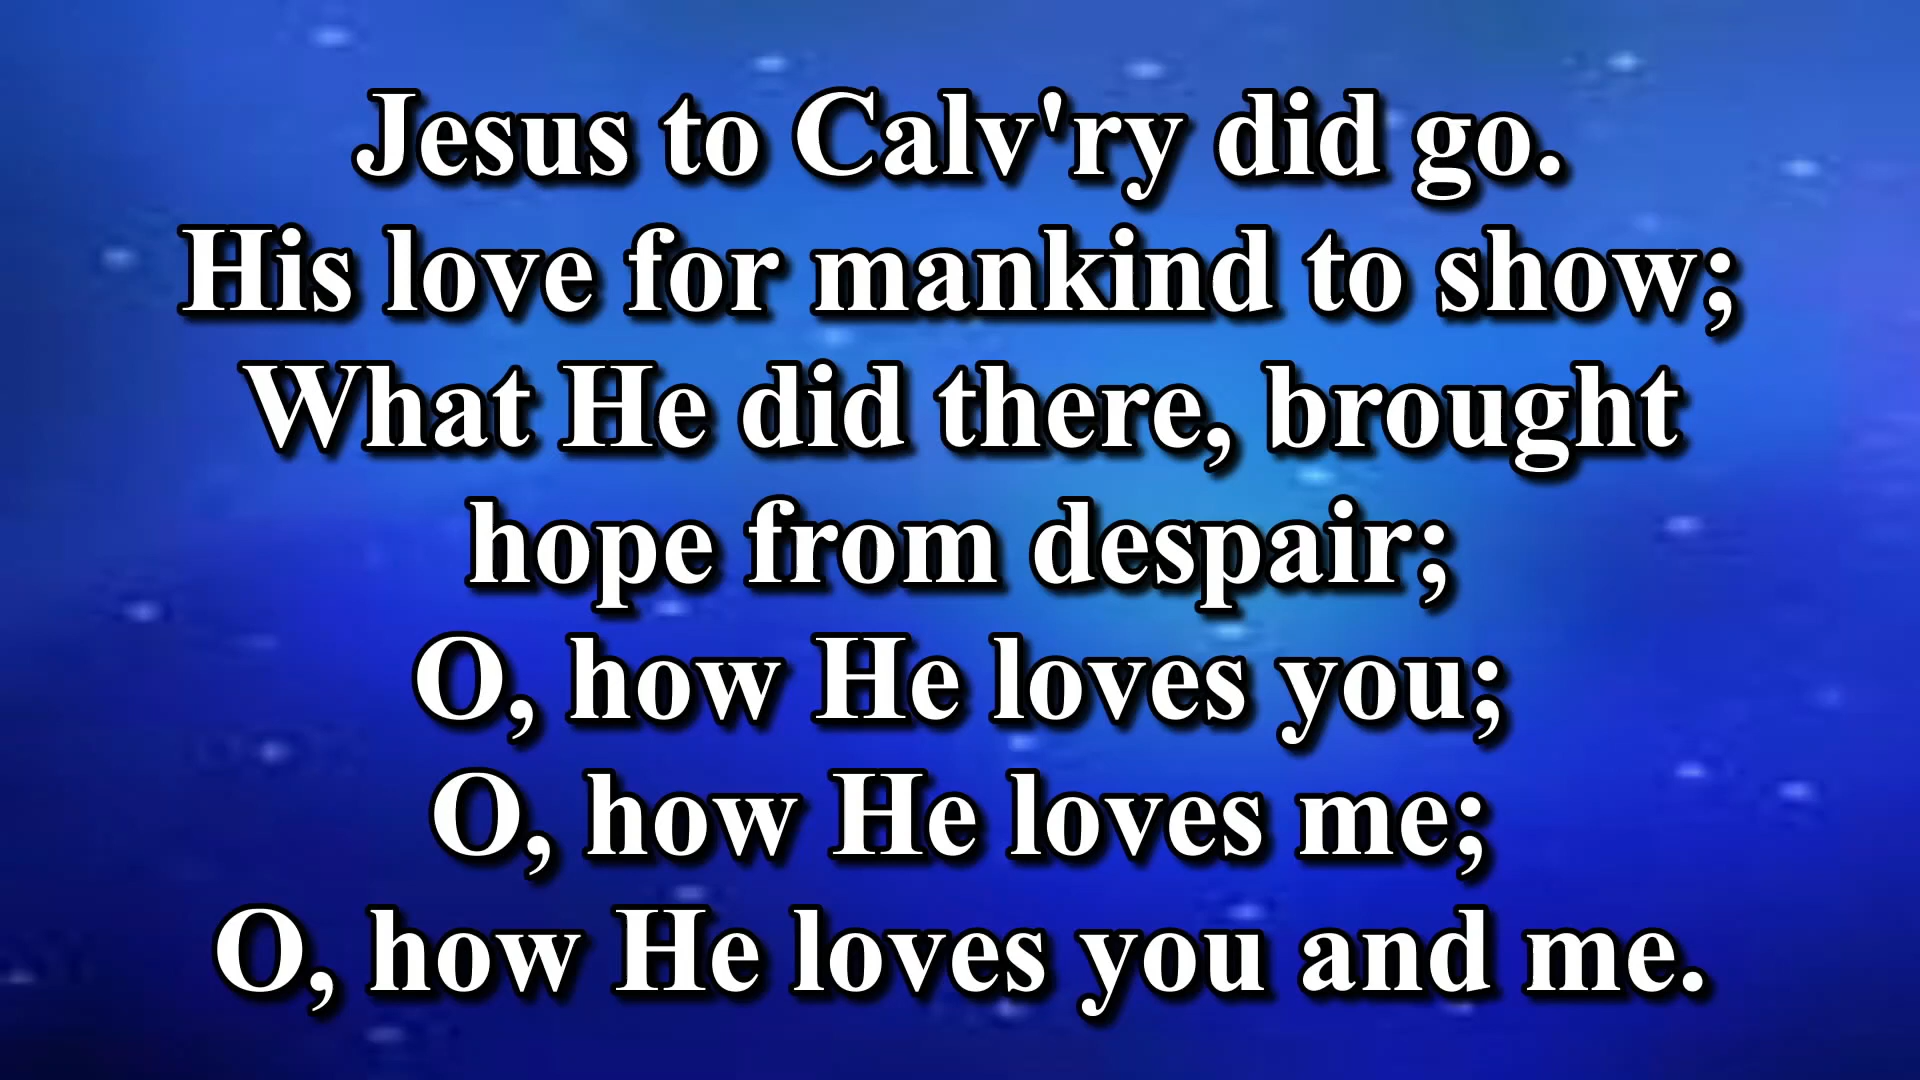 Jesus to Calv'ry did go.
His love for mankind to show;
What He did there, brought
hope from despair;
O, how He loves you;
O, how He loves me;
O, how He loves you and me.